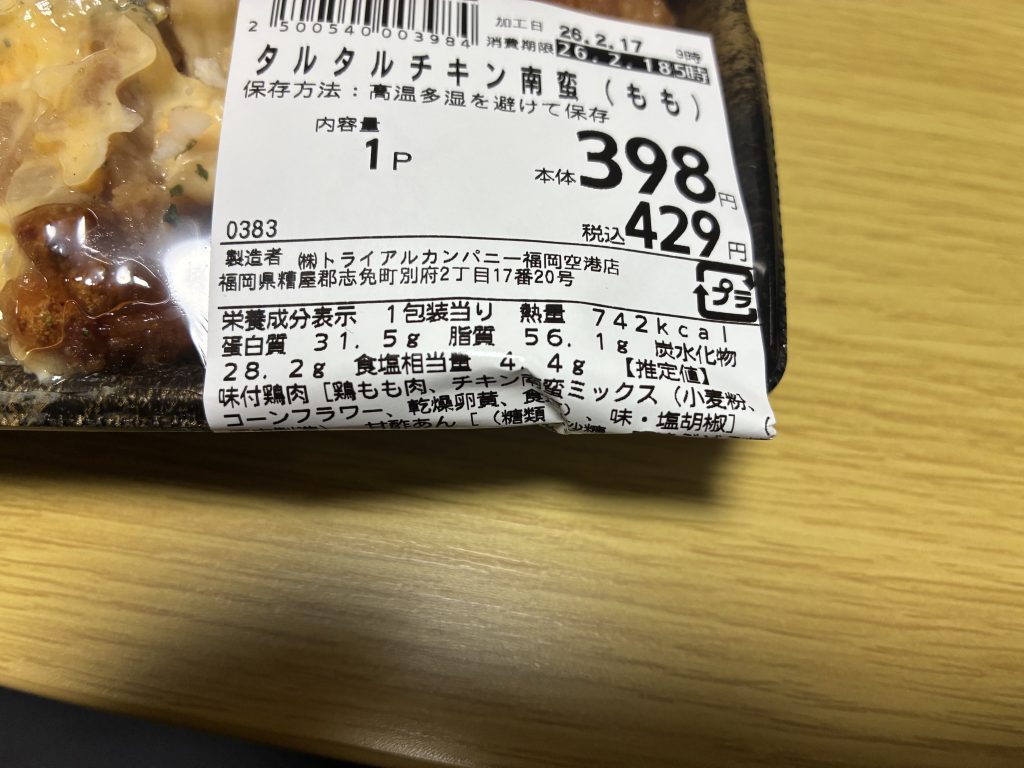 2 500540 003984
加工日 26.2.17 9時
消費期限 26.2.18 5時
タルタルチキン南蛮(もも)
保存方法:高温多湿を避けて保存
内容量
1P
本体398円
税込429円
0383
製造者 ㈱トライアルカンパニー福岡空港店
福岡県糟屋郡志免町別府2丁目17番20号
プラ
栄養成分表示 1包装当り 熱量 742kcal
蛋白質 31.5g 脂質 56.1g 炭水化物
28.2g 食塩相当量 4.4g 【推定値】
味付鶏肉[鶏もも肉、チキン南蛮ミックス(小麦粉、
コーンフラワー、乾燥卵黄、食)、味・塩胡椒](
甘酢あん[(糖類